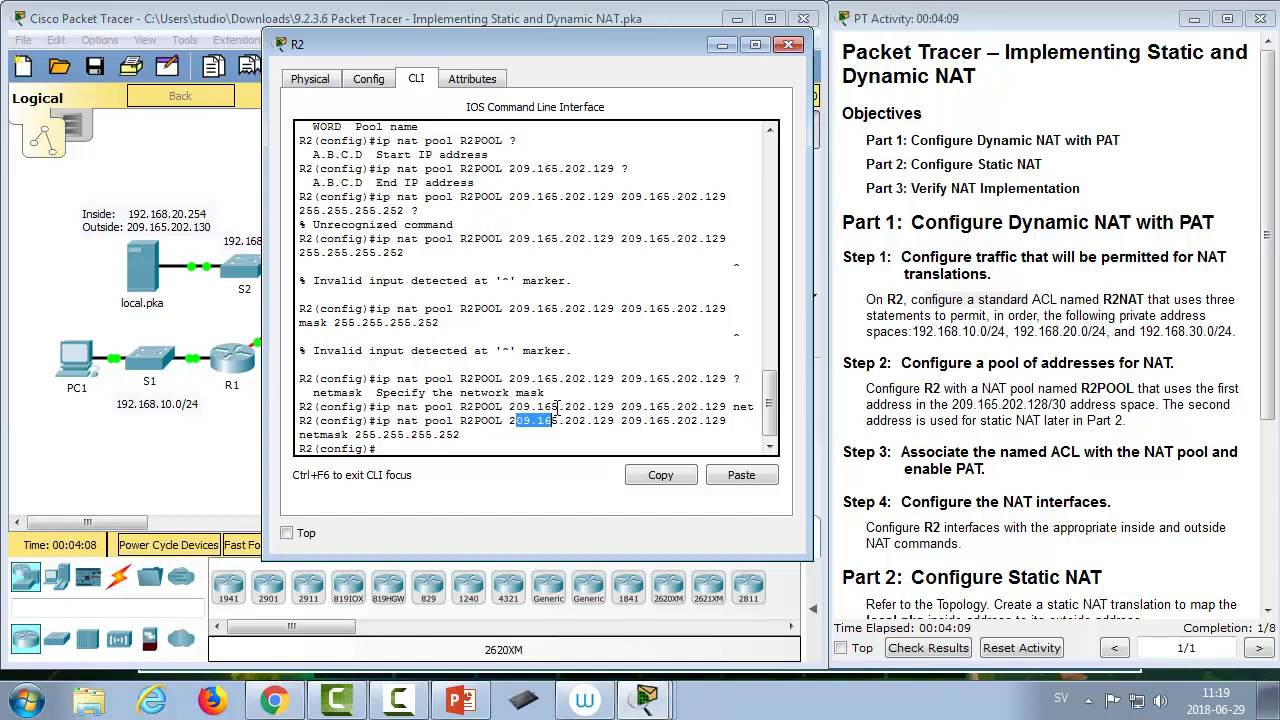 Cisco Packet Tracer - C:\Users\studio\Downloads\9.2.3.6 Packet Tracer - Implementing Static and Dynamic NAT.pka
File Edit Options View Tools Extension
Logical
Back
Inside: 192.168.20.254
Outside: 209.165.202.130
192.168
local.pka
S2
PC1
S1
R1
192.168.10.0/24
Time: 00:04:08
Power Cycle Devices
Fast Fo
R2
Physical
Config
CLI
Attributes
IOS Command Line Interface
WORD  Pool name
R2(config)#ip nat pool R2POOL ?
A.B.C.D  Start IP address
R2(config)#ip nat pool R2POOL 209.165.202.129 ?
A.B.C.D  End IP address
R2(config)#ip nat pool R2POOL 209.165.202.129 209.165.202.129
255.255.255.252 ?
% Unrecognized command
R2(config)#ip nat pool R2POOL 209.165.202.129 209.165.202.129
255.255.255.252
^
% Invalid input detected at '^' marker.
R2(config)#ip nat pool R2POOL 209.165.202.129 209.165.202.129
mask 255.255.255.252
^
% Invalid input detected at '^' marker.
R2(config)#ip nat pool R2POOL 209.165.202.129 209.165.202.129 ?
netmask  Specify the network mask
R2(config)#ip nat pool R2POOL 209.165.202.129 209.165.202.129 net
R2(config)#ip nat pool R2POOL 209.165.202.129 209.165.202.129
netmask 255.255.255.252
R2(config)#
Ctrl+F6 to exit CLI focus
Copy
Paste
Top
1941 2901 2911 819IOX 819HGW 829 1240 4321 Generic Generic 1841 2620XM 2621XM 2811
2620XM
PT Activity: 00:04:09
Packet Tracer – Implementing Static and
Dynamic NAT
Objectives
Part 1: Configure Dynamic NAT with PAT
Part 2: Configure Static NAT
Part 3: Verify NAT Implementation
Part 1: Configure Dynamic NAT with PAT
Step 1: Configure traffic that will be permitted for NAT
translations.
On R2, configure a standard ACL named R2NAT that uses three
statements to permit, in order, the following private address
spaces:192.168.10.0/24, 192.168.20.0/24, and 192.168.30.0/24.
Step 2: Configure a pool of addresses for NAT.
Configure R2 with a NAT pool named R2POOL that uses the first
address in the 209.165.202.128/30 address space. The second
address is used for static NAT later in Part 2.
Step 3: Associate the named ACL with the NAT pool and
enable PAT.
Step 4: Configure the NAT interfaces.
Configure R2 interfaces with the appropriate inside and outside
NAT commands.
Part 2: Configure Static NAT
Refer to the Topology. Create a static NAT translation to map the
Time Elapsed: 00:04:09
Completion: 1/8
Top
Check Results
Reset Activity
<
1/1
>
SV
11:19
2018-06-29